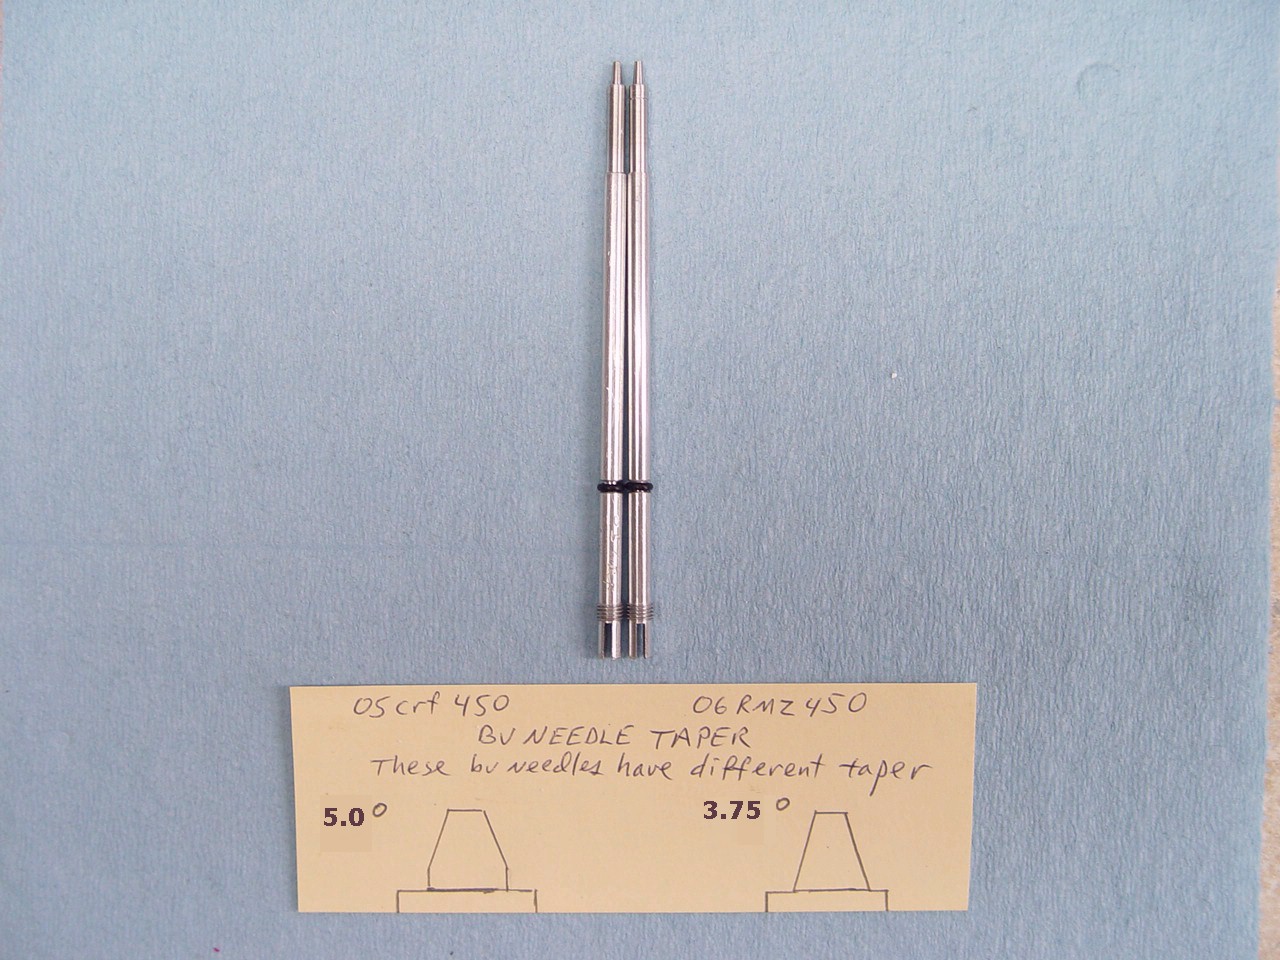 05 crf 450 06 RMZ 450
BV NEEDLE TAPER
These bv needles have different taper
5.0° 3.75°